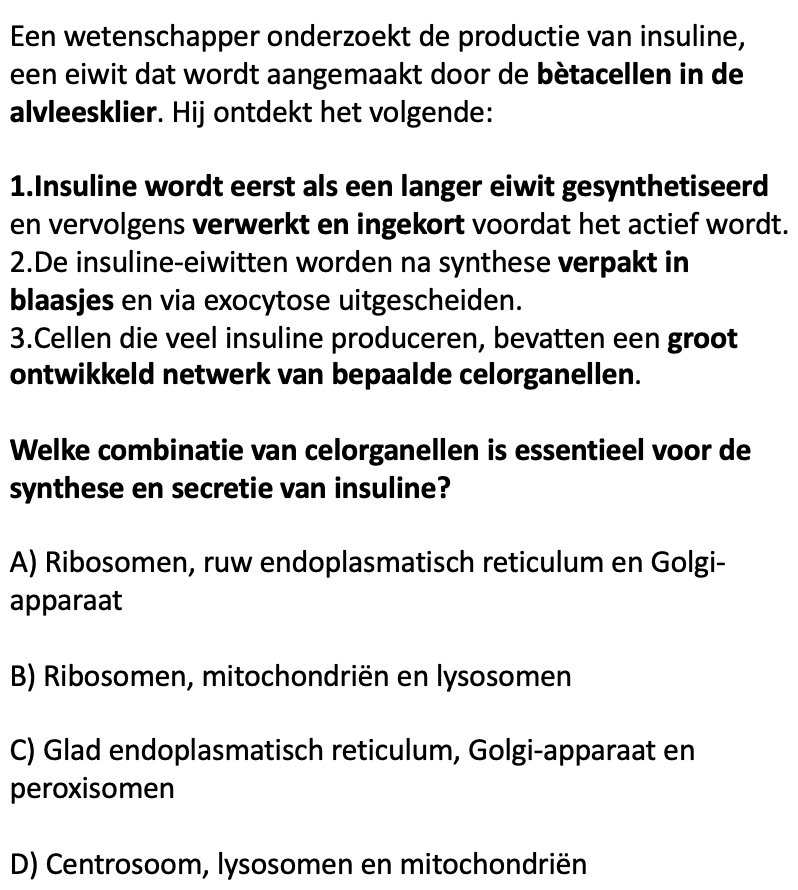 Een wetenschapper onderzoekt de productie van insuline,
een eiwit dat wordt aangemaakt door de bètacellen in de
alvleesklier. Hij ontdekt het volgende:
1.Insuline wordt eerst als een langer eiwit gesynthetiseerd
en vervolgens verwerkt en ingekort voordat het actief wordt.
2.De insuline-eiwitten worden na synthese verpakt in
blaasjes en via exocytose uitgescheiden.
3.Cellen die veel insuline produceren, bevatten een groot
ontwikkeld netwerk van bepaalde celorganellen.
Welke combinatie van celorganellen is essentieel voor de
synthese en secretie van insuline?
A) Ribosomen, ruw endoplasmatisch reticulum en Golgi-
apparaat
B) Ribosomen, mitochondriën en lysosomen
C) Glad endoplasmatisch reticulum, Golgi-apparaat en
peroxisomen
D) Centrosoom, lysosomen en mitochondriën